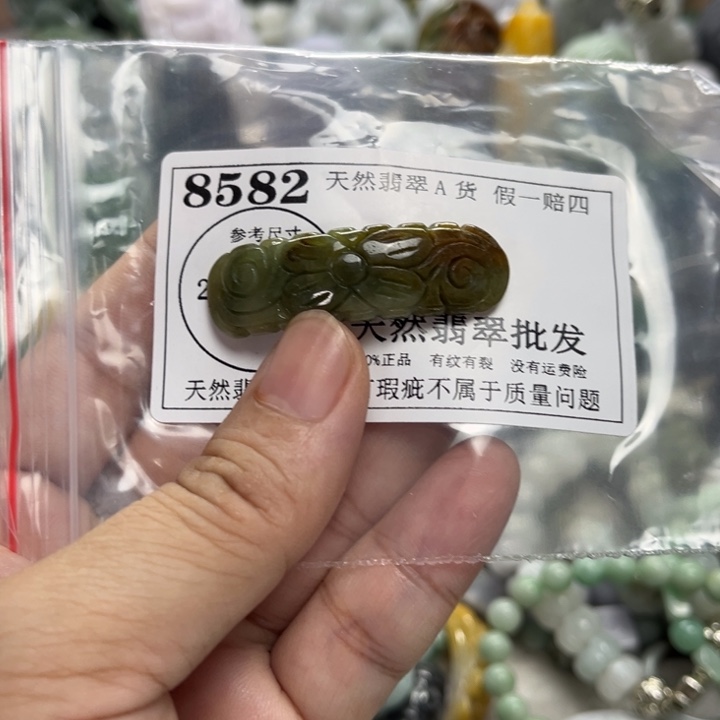 8582 天然翡翠A货 假一赔四
参考尺寸
2
天然翡翠批发
0%正品 有纹有裂 没有运费险
天然翡 瑕疵不属于质量问题